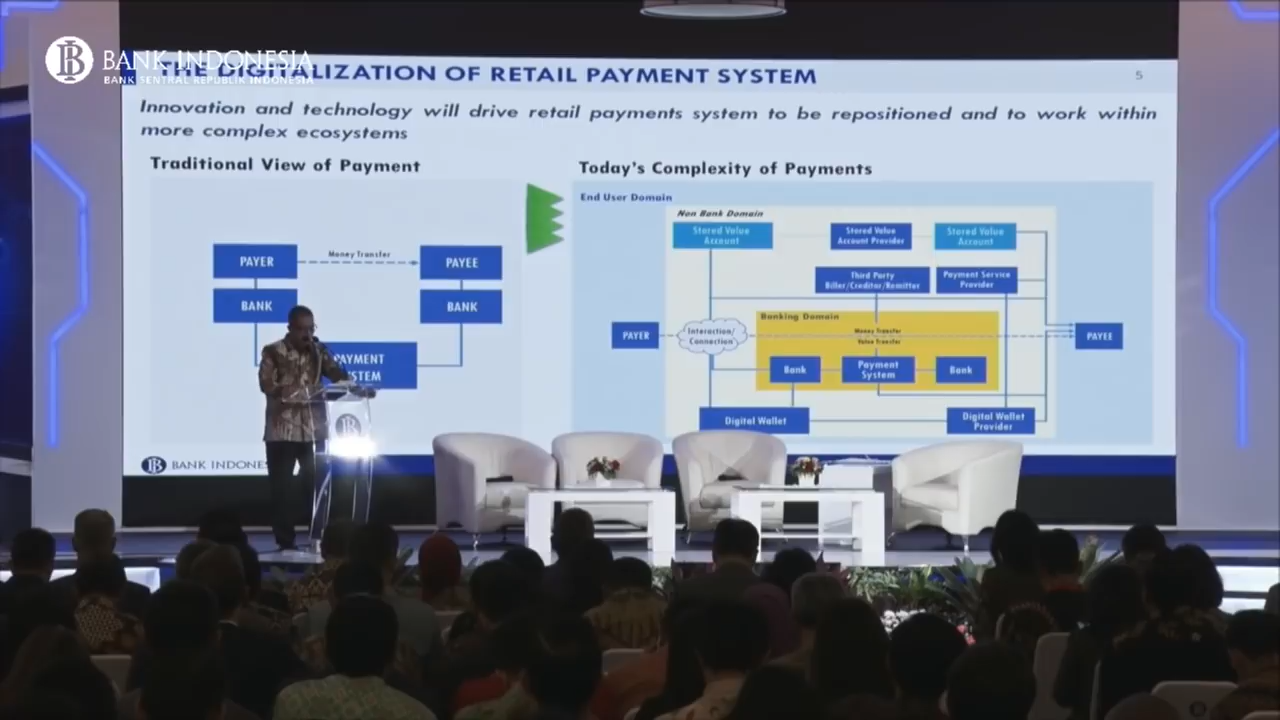 BANK INDONESIA
BANK SENTRAL REPUBLIK INDONESIA
THE DIGITALIZATION OF RETAIL PAYMENT SYSTEM
5
Innovation and technology will drive retail payments system to be repositioned and to work within
more complex ecosystems
Traditional View of Payment
PAYER
Money Transfer
PAYEE
BANK
BANK
PAYMENT
Today's Complexity of Payments
End User Domain
Non Bank Domain
Stored Value
Account
Stored Value
Account Provider
Stored Value
Account
Third Party
Biller/Creditor/Remitter
Payment Service
Provider
Banking Domain
PAYER
Interaction/
Connection
Money Transfer
Value Transfer
PAYEE
Bank
Payment
System
Bank
Digital Wallet
Digital Wallet
Provider
BANK